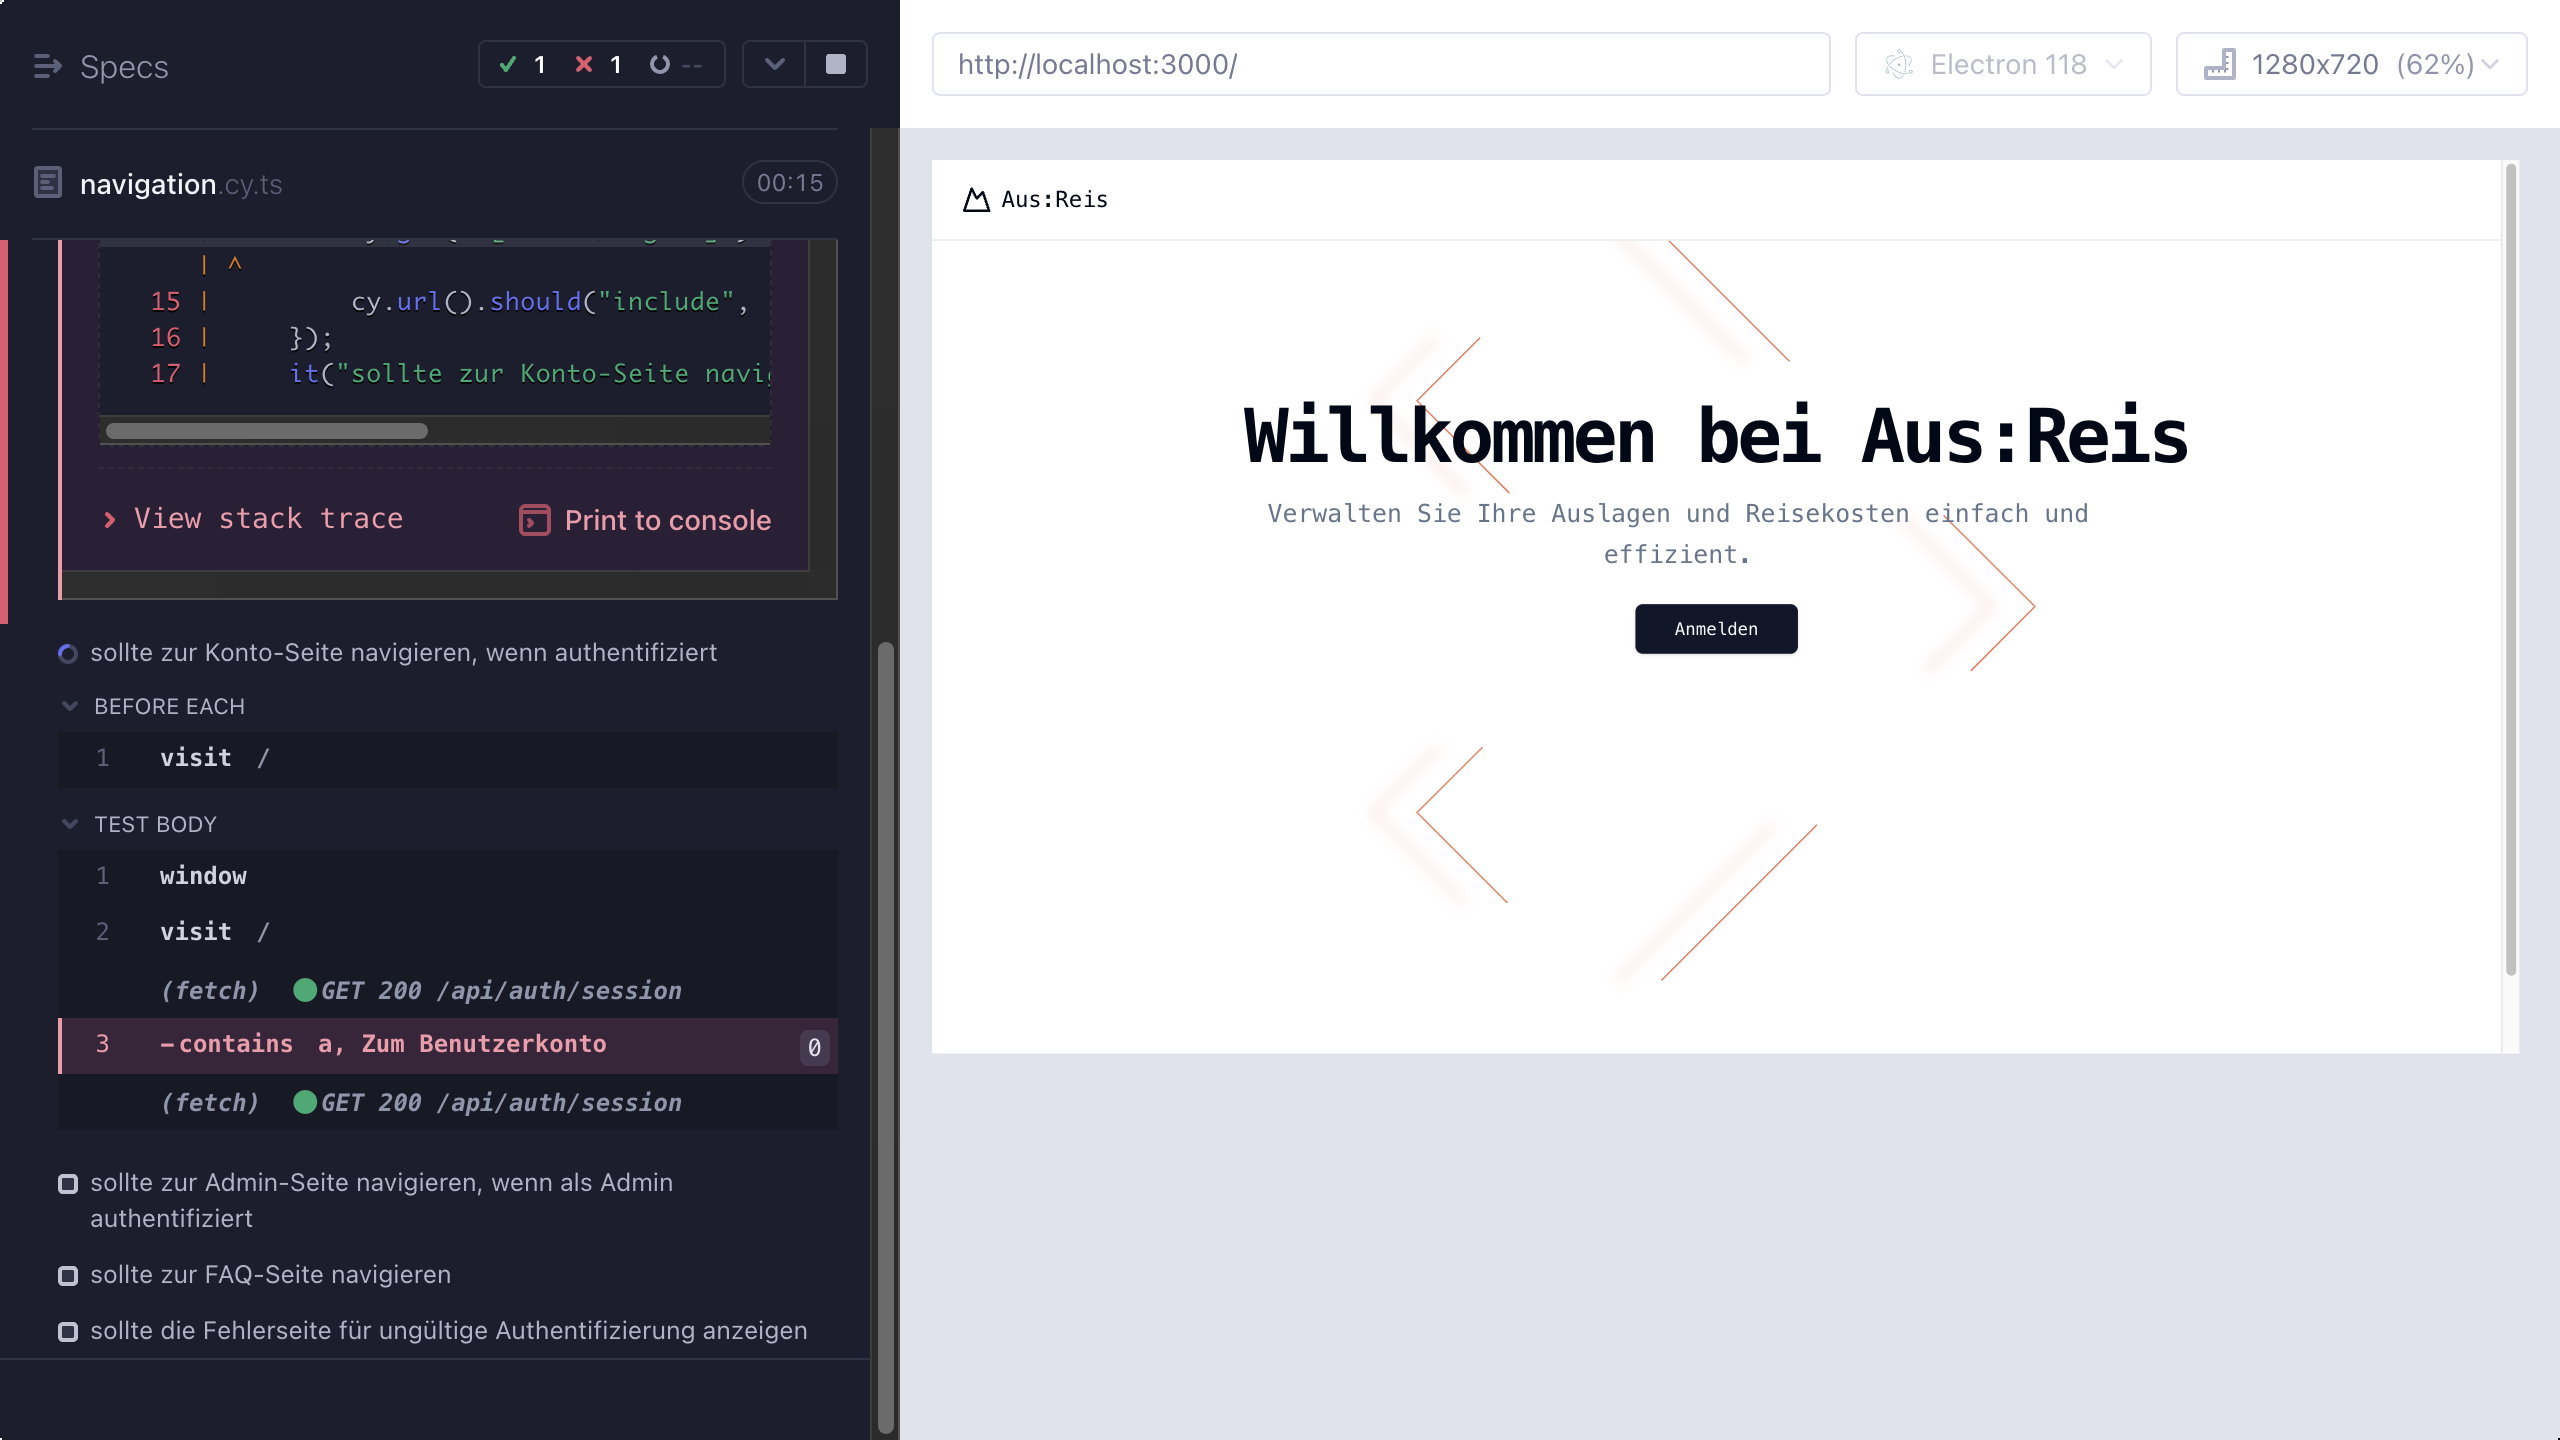 Specs
1
1
--
navigation.cy.ts
00:15
| ^
15 | cy.url().should("include",
16 | });
17 | it("sollte zur Konto-Seite navig
View stack trace
Print to console
sollte zur Konto-Seite navigieren, wenn authentifiziert
BEFORE EACH
1 visit /
TEST BODY
1 window
2 visit /
(fetch) GET 200 /api/auth/session
3 -contains a, Zum Benutzerkonto 0
(fetch) GET 200 /api/auth/session
sollte zur Admin-Seite navigieren, wenn als Admin
authentifiziert
sollte zur FAQ-Seite navigieren
sollte die Fehlerseite für ungültige Authentifizierung anzeigen
http://localhost:3000/
Electron 118
1280x720 (62%)
Aus:Reis
Willkommen bei Aus:Reis
Verwalten Sie Ihre Auslagen und Reisekosten einfach und
effizient.
Anmelden